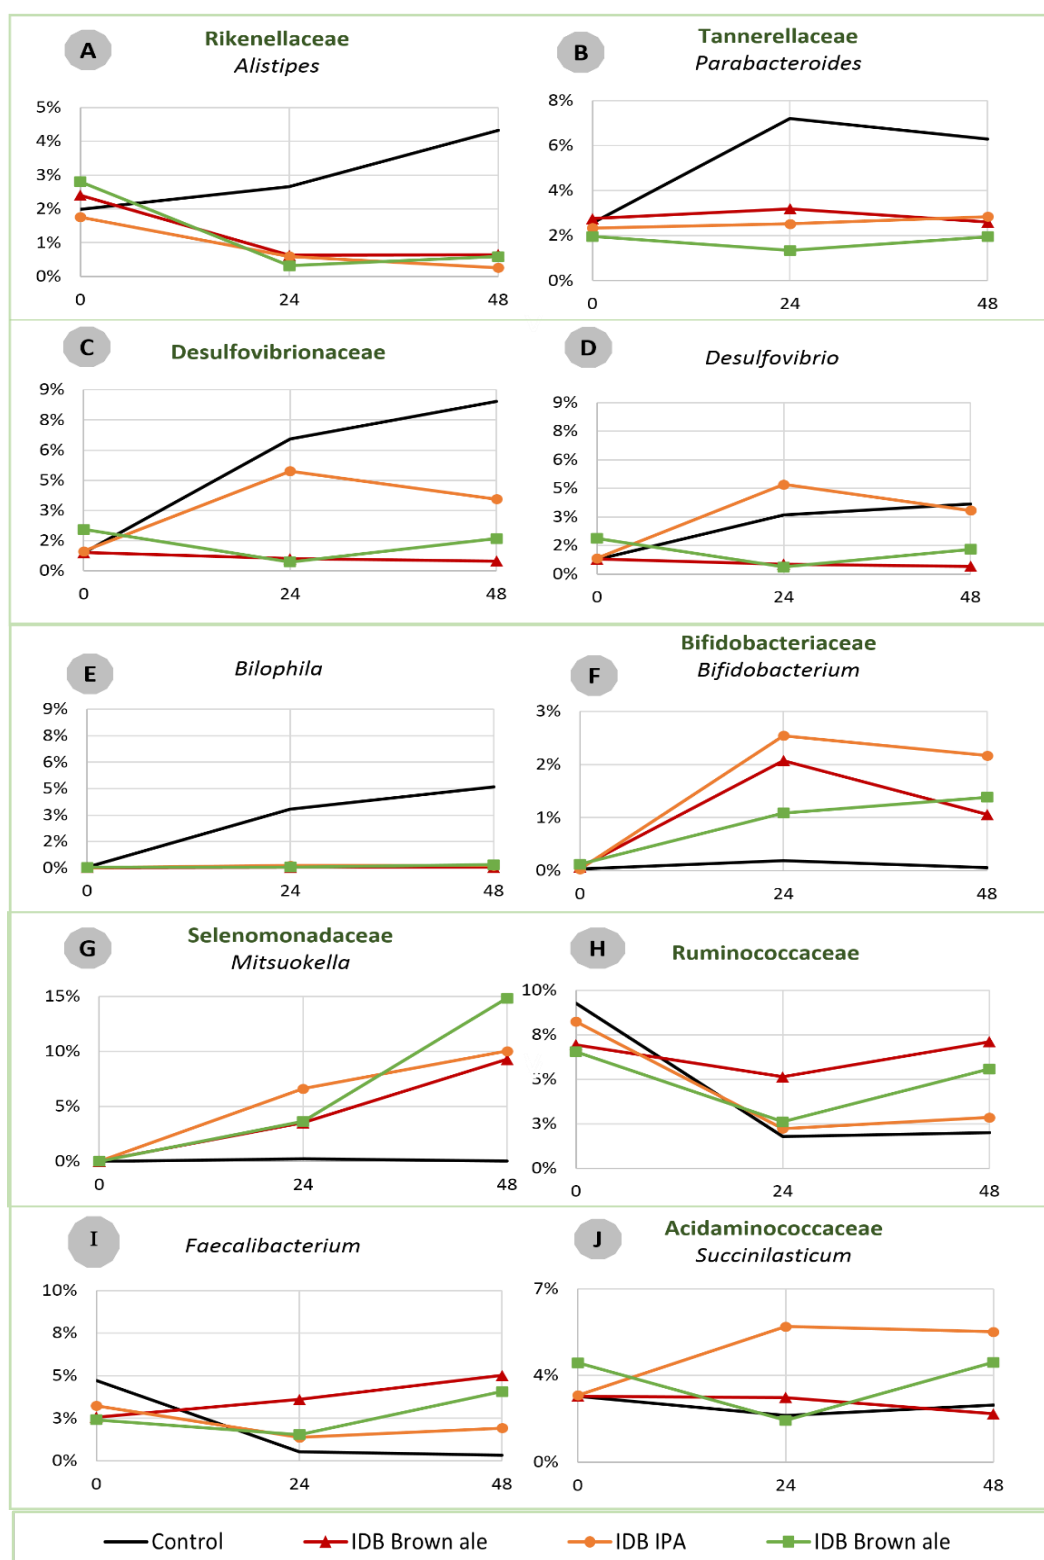 A
Rikenellaceae
Alistipes
5%
4%
3%
2%
1%
0%
0 24 48
B
Tannerellaceae
Parabacteroides
8%
6%
4%
2%
0%
0 24 48
C
Desulfovibrionaceae
9%
8%
6%
5%
3%
2%
0%
0 24 48
D
Desulfovibrio
9%
8%
6%
5%
3%
2%
0%
0 24 48
E
Bilophila
9%
8%
6%
5%
3%
2%
0%
0 24 48
F
Bifidobacteriaceae
Bifidobacterium
3%
2%
1%
0%
0 24 48
G
Selenomonadaceae
Mitsuokella
15%
10%
5%
0%
0 24 48
H
Ruminococcaceae
10%
8%
5%
3%
0%
0 24 48
I
Faecalibacterium
10%
8%
5%
3%
0%
0 24 48
J
Acidaminococcaceae
Succinilasticum
7%
4%
0%
0 24 48
Control IDB Brown ale IDB IPA IDB Brown ale